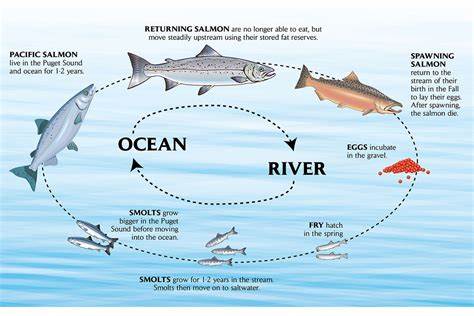 RETURNING SALMON are no longer able to eat, but
move steadily upstream using their stored fat reserves.
PACIFIC SALMON
live in the Puget Sound
and ocean for 1-2 years.
SPAWNING
SALMON
return to the
stream of their
birth in the Fall
to lay their eggs.
After spawning,
the salmon die.
OCEAN
RIVER
EGGS incubate
in the gravel.
SMOLTS grow
bigger in the Puget
Sound before moving
into the ocean.
FRY hatch
in the spring
SMOLTS grow for 1-2 years in the stream.
Smolts then move on to saltwater.